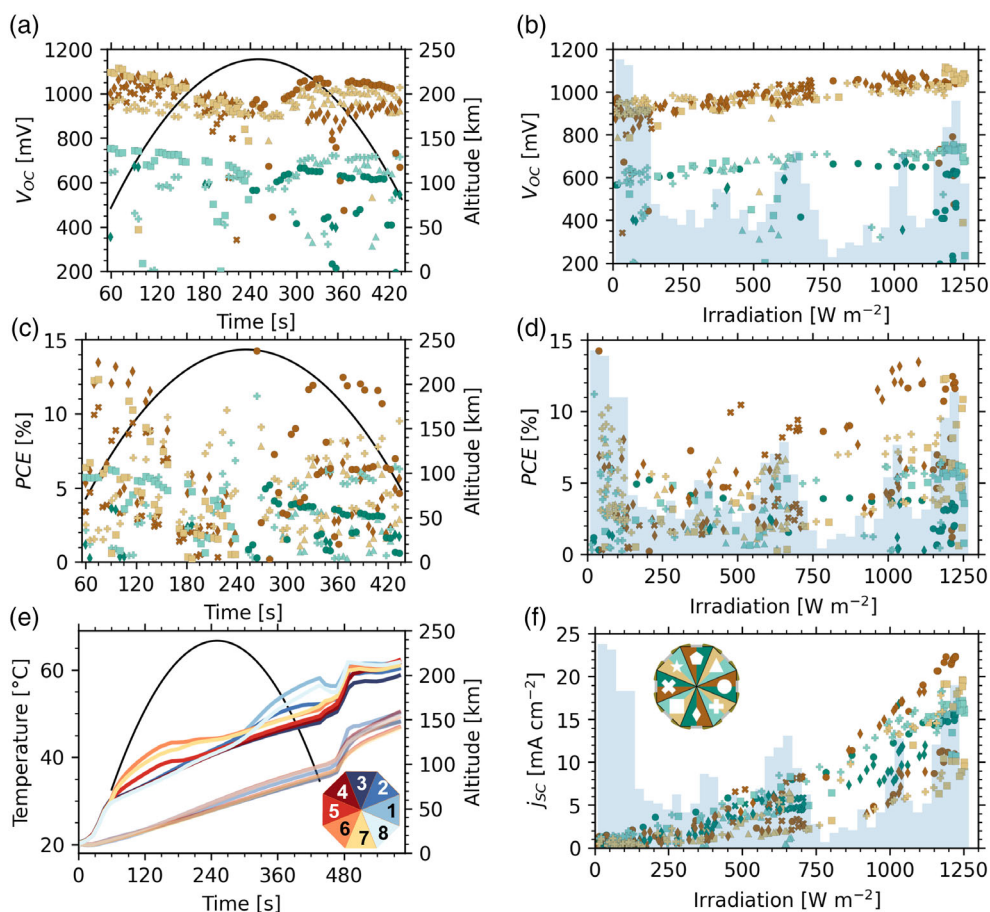 (a)
1200
1000
800
600
400
200
V_OC [mV]
250
200
150
100
50
0
Altitude [km]
60 120 180 240 300 360 420
Time [s]
(b)
1200
1000
800
600
400
200
V_OC [mV]
0 250 500 750 1000 1250
Irradiation [W m⁻²]
(c)
15
10
5
0
PCE [%]
250
200
150
100
50
0
Altitude [km]
60 120 180 240 300 360 420
Time [s]
(d)
15
10
5
0
PCE [%]
0 250 500 750 1000 1250
Irradiation [W m⁻²]
(e)
60
40
20
Temperature [°C]
250
200
150
100
50
0
Altitude [km]
4 3 2
5 1
6 7 8
0 120 240 360 480
Time [s]
(f)
25
20
15
10
5
0
j_SC [mA cm⁻²]
0 250 500 750 1000 1250
Irradiation [W m⁻²]